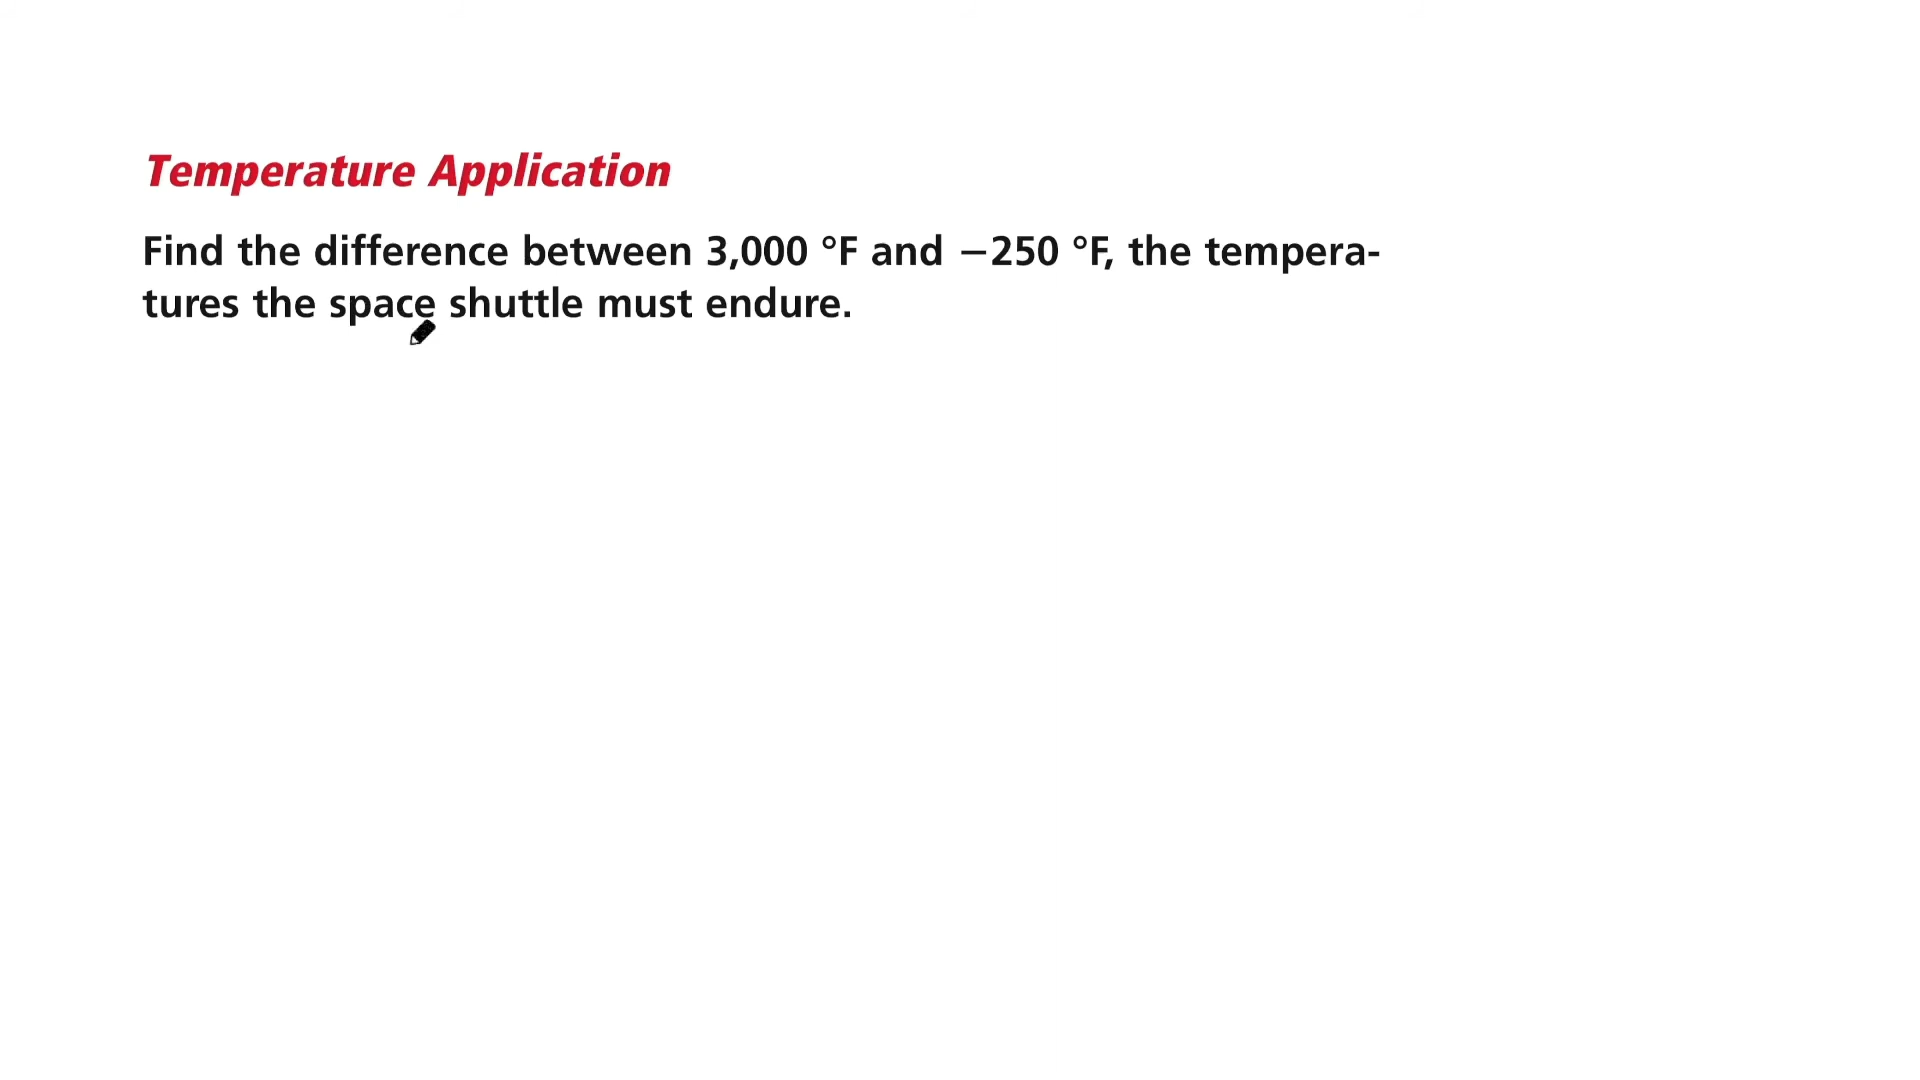 Temperature Application
Find the difference between 3,000 °F and −250 °F, the tempera-
tures the space shuttle must endure.